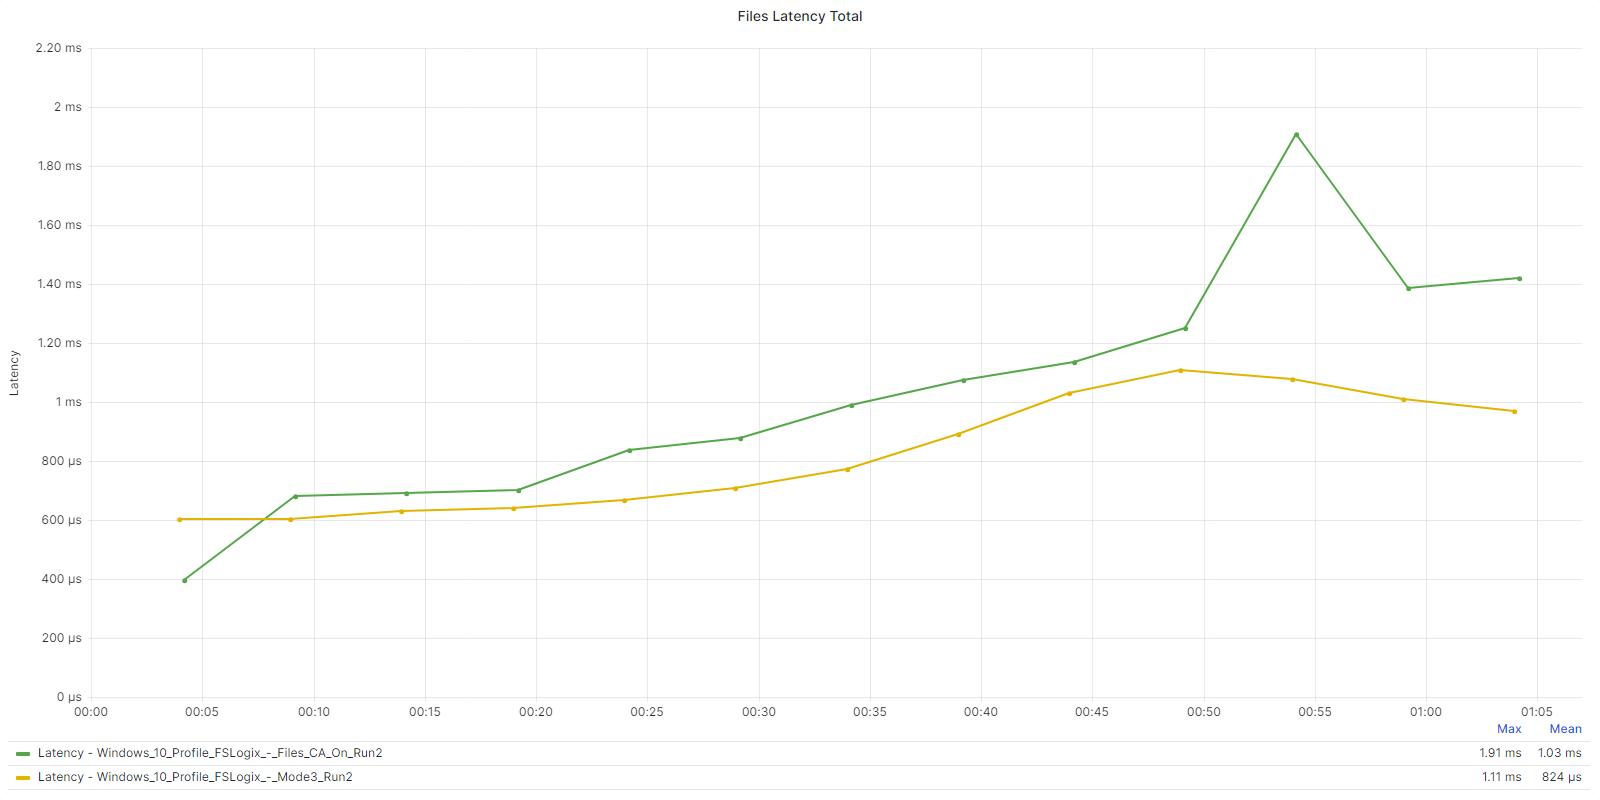 Files Latency Total
2.20 ms
2 ms
1.80 ms
1.60 ms
1.40 ms
1.20 ms
1 ms
800 µs
600 µs
400 µs
200 µs
0 µs
Latency
00:00 00:05 00:10 00:15 00:20 00:25 00:30 00:35 00:40 00:45 00:50 00:55 01:00 01:05
Max Mean
Latency - Windows_10_Profile_FSLogix_-_Files_CA_On_Run2 1.91 ms 1.03 ms
Latency - Windows_10_Profile_FSLogix_-_Mode3_Run2 1.11 ms 824 µs